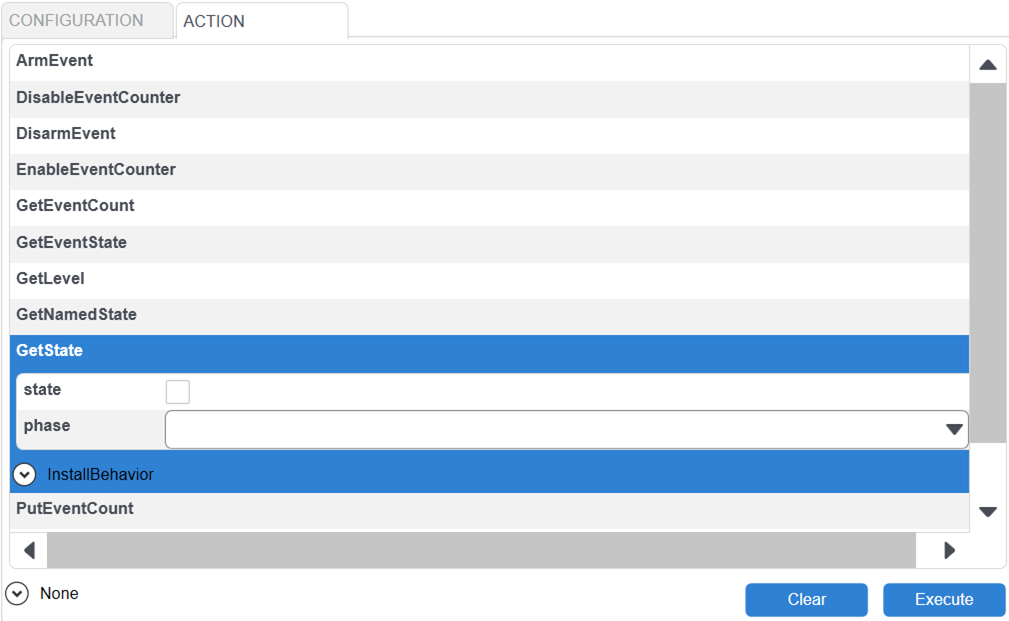 CONFIGURATION ACTION
ArmEvent
DisableEventCounter
DisarmEvent
EnableEventCounter
GetEventCount
GetEventState
GetLevel
GetNamedState
GetState
state
phase
InstallBehavior
PutEventCount
None Clear Execute